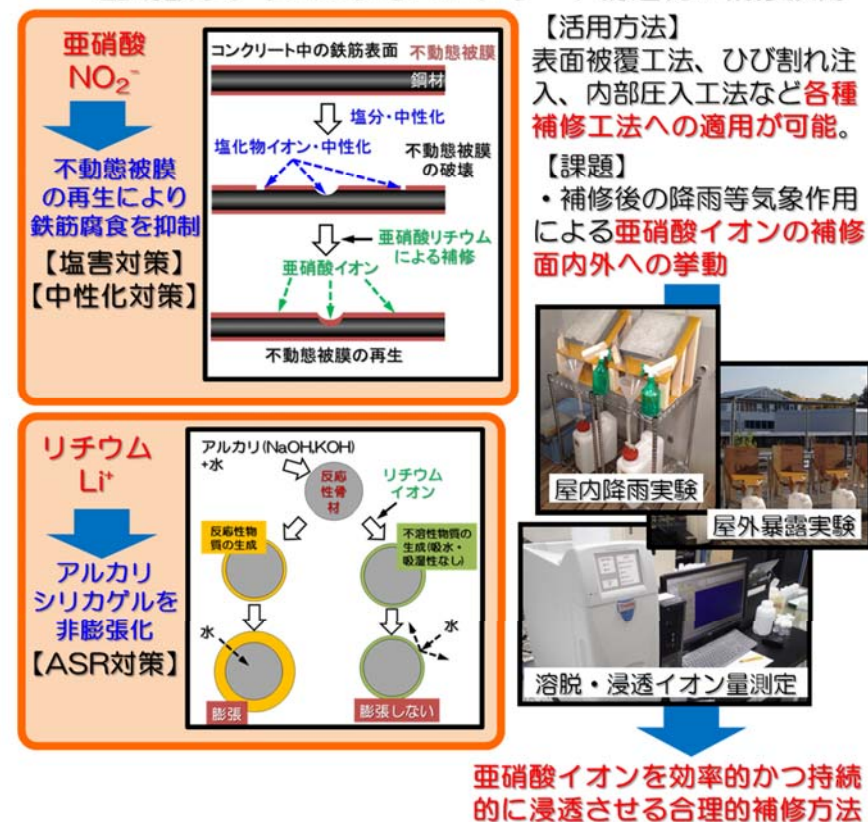 亜硝酸
NO₂⁻
不動態被膜
の再生により
鉄筋腐食を抑制
【塩害対策】
【中性化対策】
コンクリート中の鉄筋表面 不動態被膜
鋼材
塩分・中性化
塩化物イオン・中性化
不動態被膜
の破壊
亜硝酸リチウム
による補修
亜硝酸イオン
不動態被膜の再生
リチウム
Li⁺
アルカリ
シリカゲルを
非膨張化
【ASR対策】
アルカリ(NaOH,KOH)
+水
反応
性骨
材
リチウム
イオン
反応性物
質の生成
不溶性物質の
生成(吸水・
吸湿性なし)
水
水
膨張
膨張しない
【活用方法】
表面被覆工法、ひび割れ注
入、内部圧入工法など各種
補修工法への適用が可能。
【課題】
・補修後の降雨等気象作用
による亜硝酸イオンの補修
面内外への挙動
屋内降雨実験
屋外暴露実験
溶脱・浸透イオン量測定
亜硝酸イオンを効率的かつ持続
的に浸透させる合理的補修方法